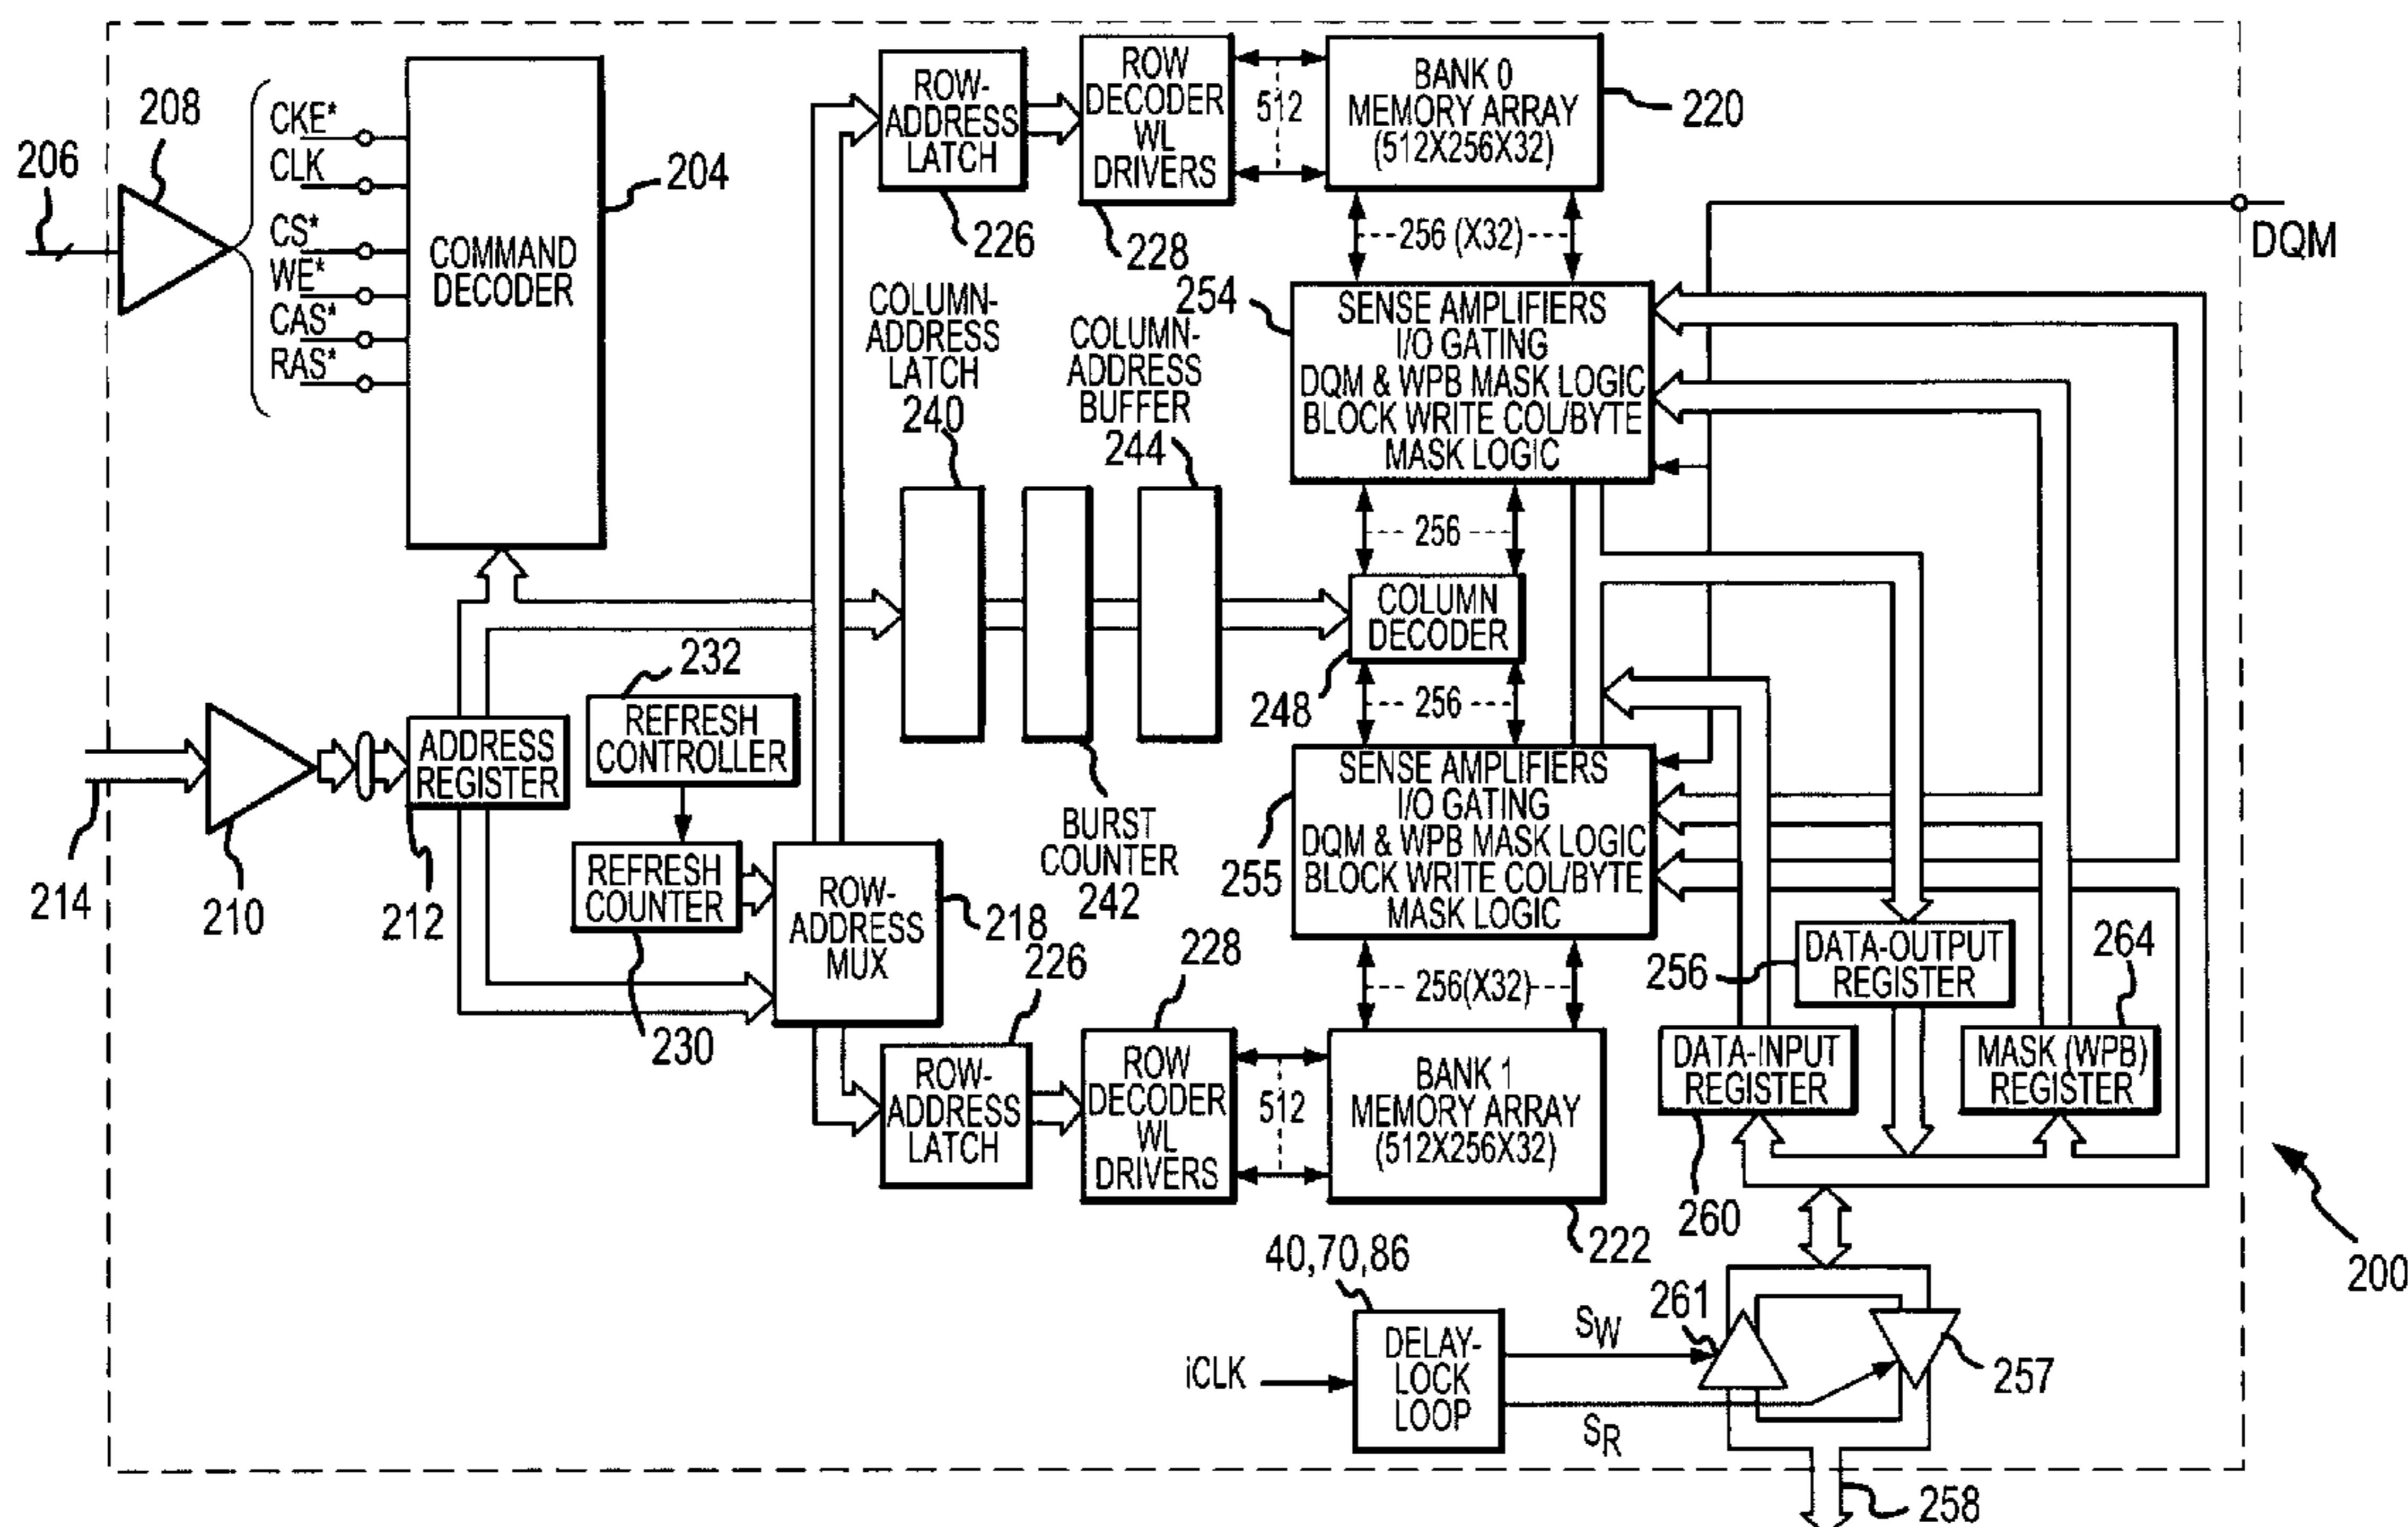 206
208
CKE*
CLK
CS*
WE*
CAS*
RAS*
COMMAND
DECODER
204
ROW-
ADDRESS
LATCH
226
ROW
DECODER
WL
DRIVERS
228
512
BANK 0
MEMORY ARRAY
(512X256X32)
220
256 (X32)
DQM
COLUMN-
ADDRESS
LATCH
240
COLUMN-
ADDRESS
BUFFER
244
254
SENSE AMPLIFIERS
I/O GATING
DQM & WPB MASK LOGIC
BLOCK WRITE COL/BYTE
MASK LOGIC
256
COLUMN
DECODER
248
256
232
REFRESH
CONTROLLER
214
210
ADDRESS
REGISTER
212
REFRESH
COUNTER
230
ROW-
ADDRESS
MUX
218
BURST
COUNTER
242
255
SENSE AMPLIFIERS
I/O GATING
DQM & WPB MASK LOGIC
BLOCK WRITE COL/BYTE
MASK LOGIC
256(X32)
226
ROW-
ADDRESS
LATCH
228
ROW
DECODER
WL
DRIVERS
512
BANK 1
MEMORY ARRAY
(512X256X32)
222
256
DATA-OUTPUT
REGISTER
264
DATA-INPUT
REGISTER
260
MASK (WPB)
REGISTER
200
40,70,86
iCLK
DELAY-
LOCK
LOOP
SW
SR
261
257
258